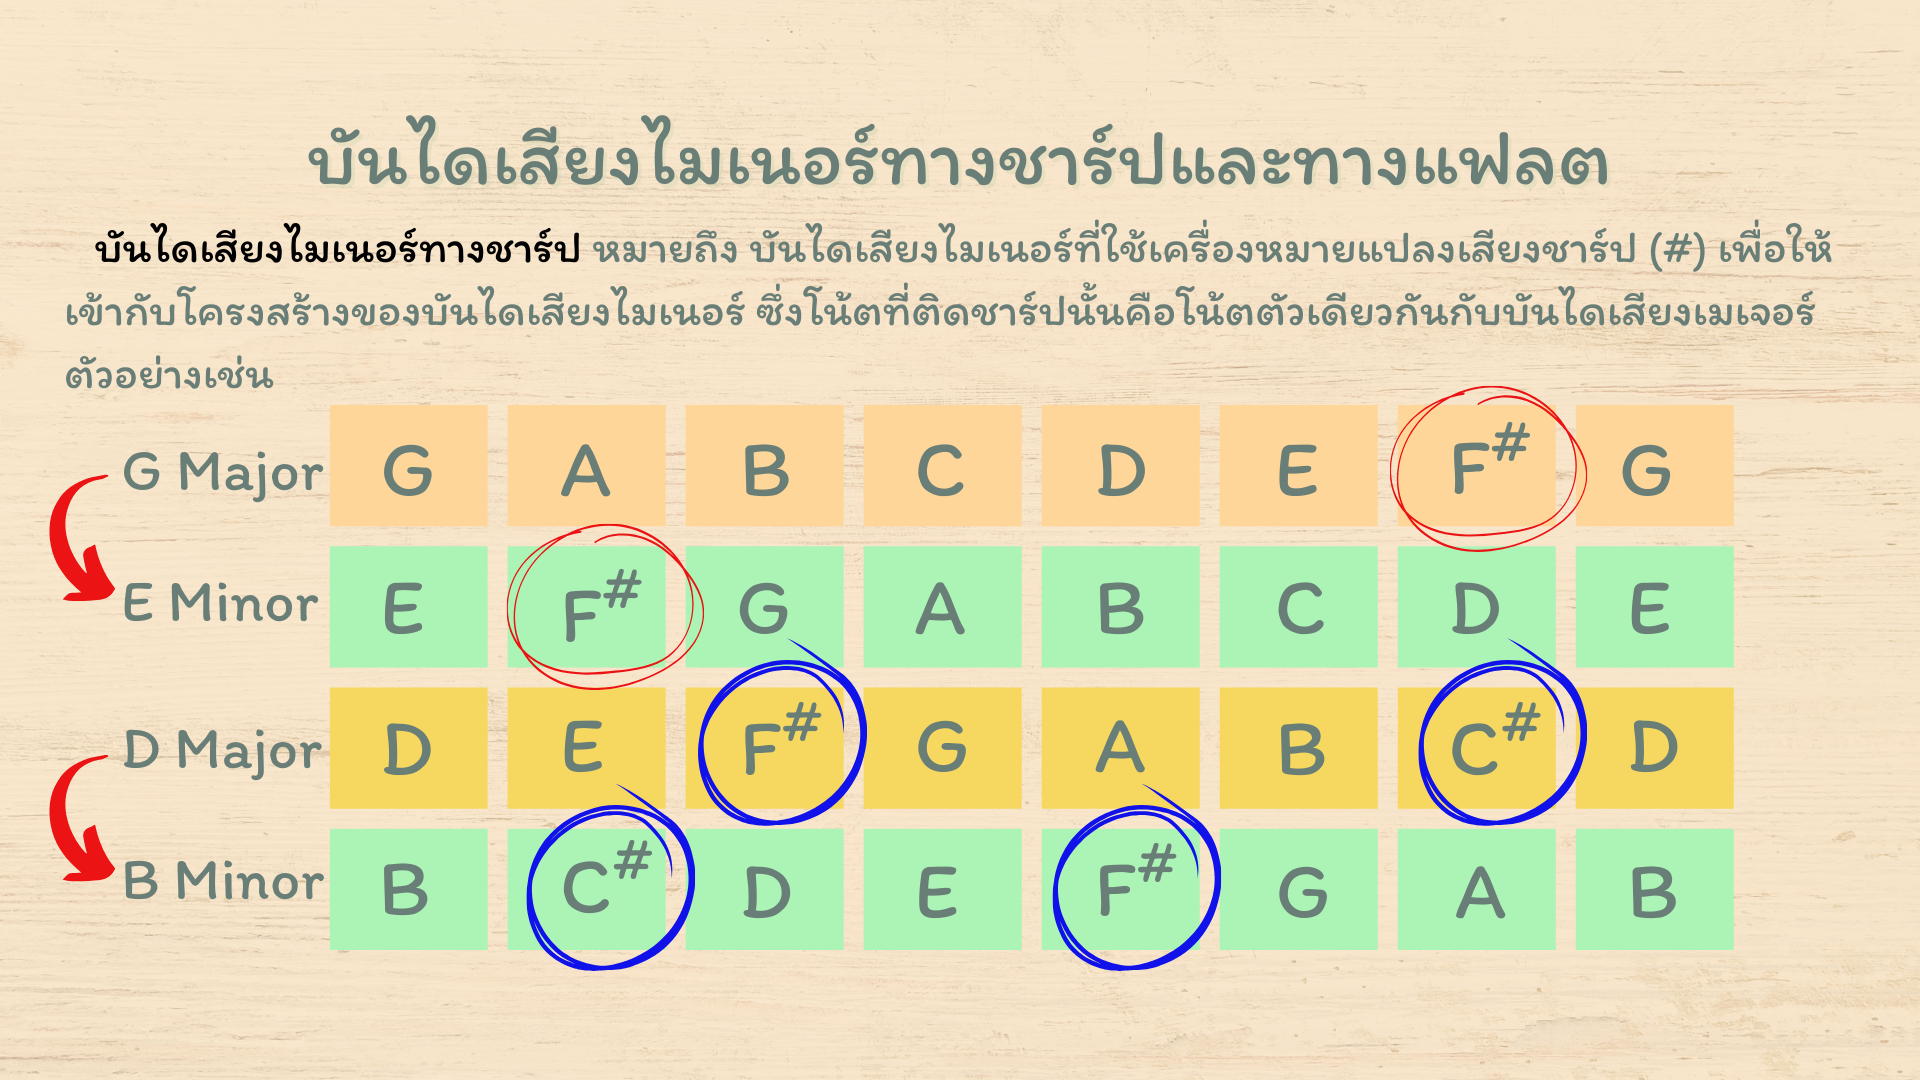 บันไดเสียงไมเนอร์ทางชาร์ปและทางแฟลต
บันไดเสียงไมเนอร์ทางชาร์ป หมายถึง บันไดเสียงไมเนอร์ที่ใช้เครื่องหมายแปลงเสียงชาร์ป (#) เพื่อให้
เข้ากับโครงสร้างของบันไดเสียงไมเนอร์ ซึ่งโน้ตที่ติดชาร์ปนั้นคือโน้ตตัวเดียวกันกับบันไดเสียงเมเจอร์
ตัวอย่างเช่น
G Major G A B C D E F# G
E Minor E F# G A B C D E
D Major D E F# G A B C# D
B Minor B C# D E F# G A B